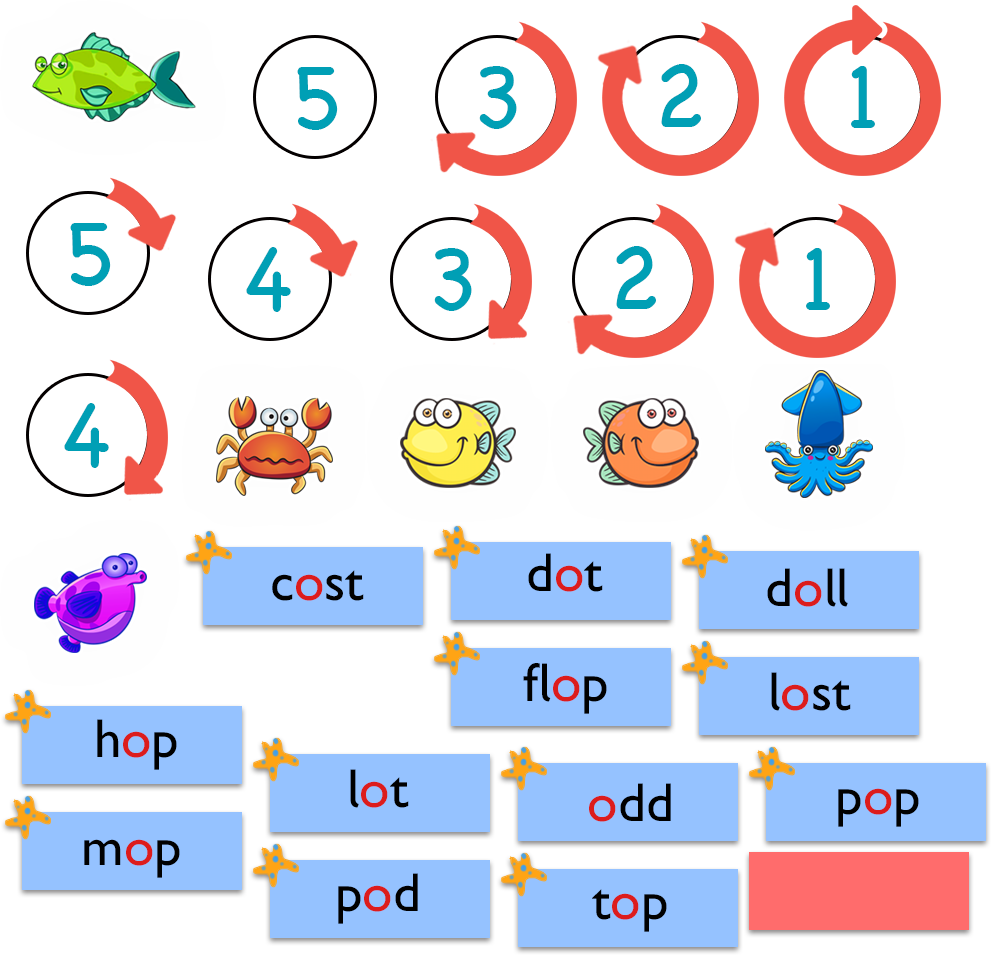 5 3 2 1
5 4 3 2 1
4
cost dot doll
flop lost
hop
lot odd pop
mop
pod top